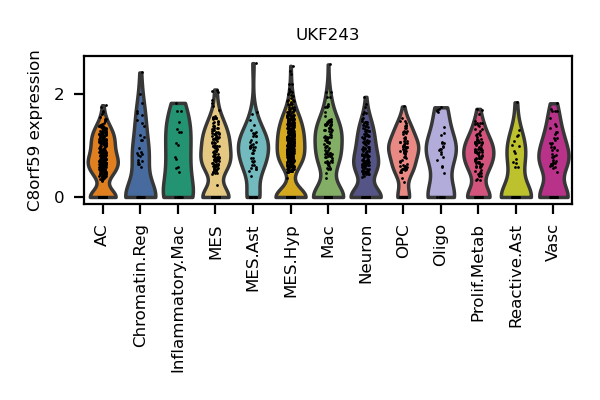 UKF243
C8orf59 expression
2
0
AC
Chromatin.Reg
Inflammatory.Mac
MES
MES.Ast
MES.Hyp
Mac
Neuron
OPC
Oligo
Prolif.Metab
Reactive.Ast
Vasc